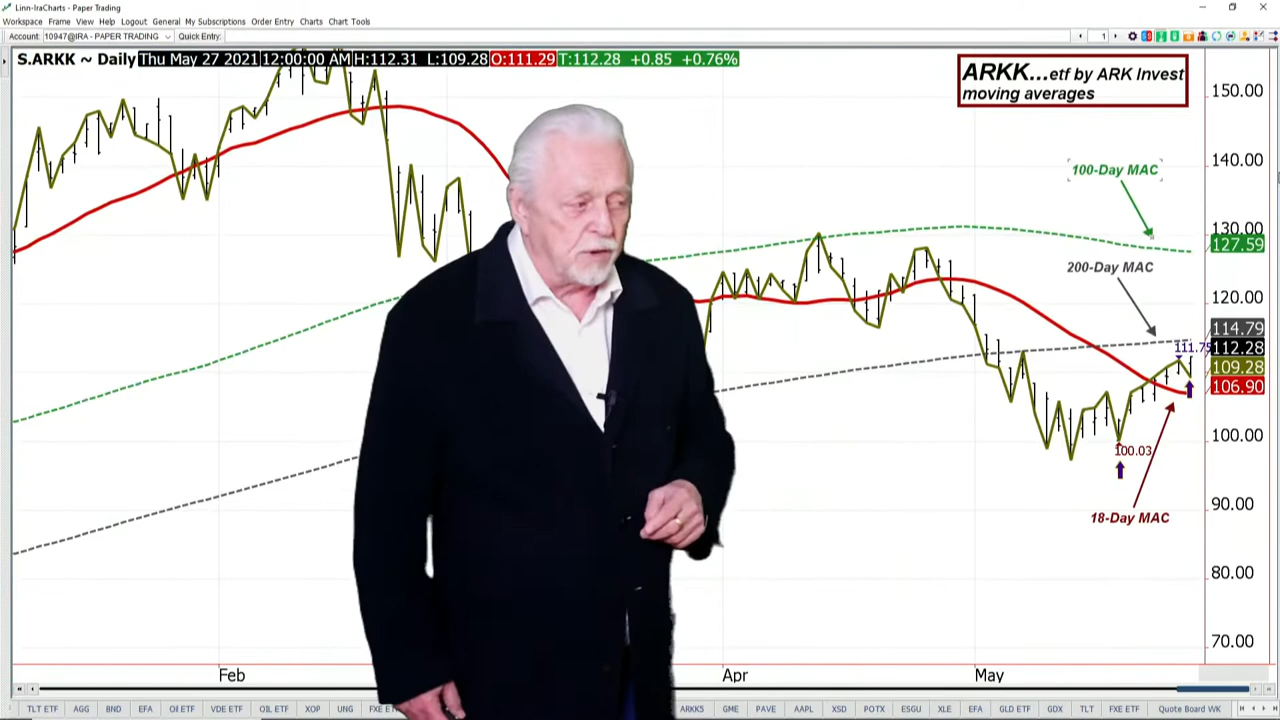 Linn-IraCharts - Paper Trading
Workspace Frame View Help Logout General My Subscriptions Order Entry Charts Chart Tools
Account: 10947@IRA - PAPER TRADING Quick Entry: 1
S.ARKK ~ Daily Thu May 27 2021 12:00:00 AM H:112.31 L:109.28 O:111.29 T:112.28 +0.85 +0.76%
ARKK...etf by ARK Invest
moving averages
150.00
140.00
100-Day MAC
130.00
127.59
200-Day MAC
120.00
114.79
112.28
109.28
106.90
100.00
100.03
90.00
18-Day MAC
80.00
70.00
Feb Apr May
TLT ETF AGG BND EFA OIl ETF VDE ETF OIL ETF XOP UNG FXE ETF ARKK5 GME PAVE AAPL XSD POTX ESGU XLE EFA GLD ETF GDX TLT FXE ETF Quote Board WK